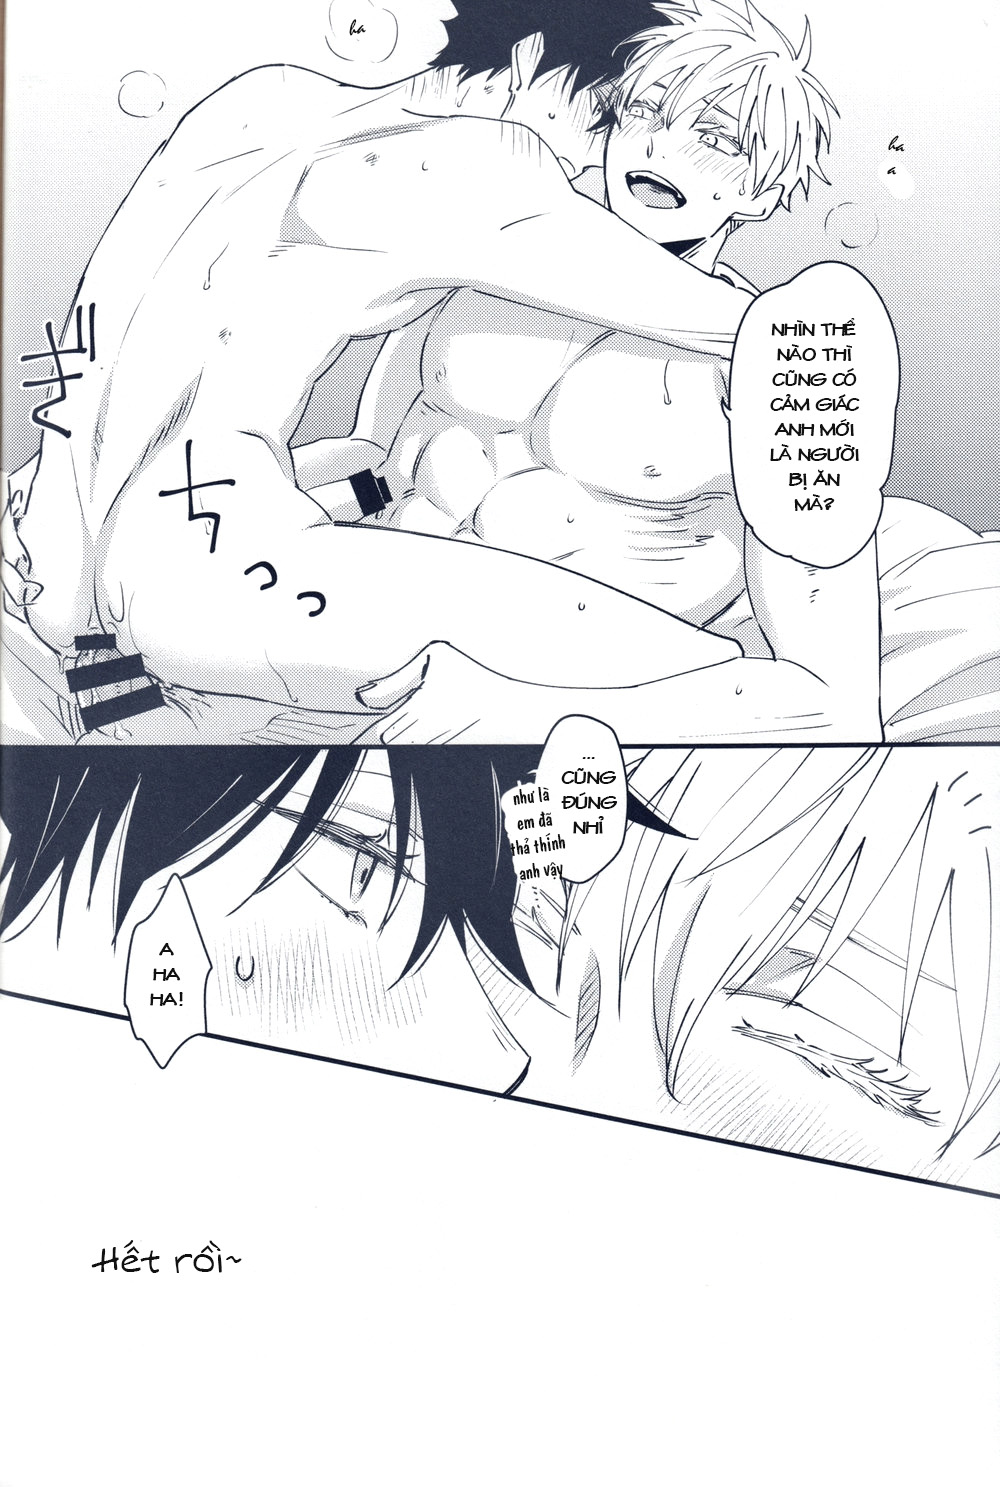 ha
ha
a
NHÌN THẾ
NÀO THÌ
CŨNG CÓ
CẢM GIÁC
ANH MỚI
LÀ NGƯỜI
BỊ ĂN
MÀ?
...
CŨNG
ĐÚNG
NHỈ
như là
em đã
thả thính
anh vậy
...
A
HA
HA!
Hết rồi~